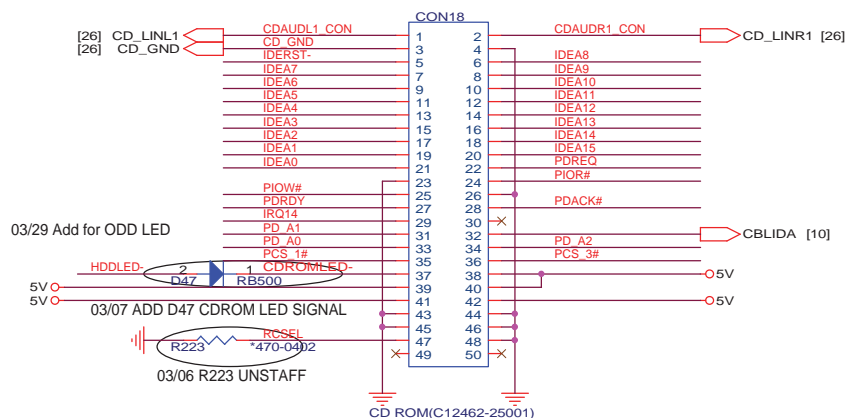 CON18
[26] CD_LINL1 CDAUDL1_CON 1 2 CDAUDR1_CON CD_LINR1 [26]
[26] CD_GND CD_GND 3 4
IDERST- 5 6 IDEA8
IDEA7 7 8 IDEA9
IDEA6 9 10 IDEA10
IDEA5 11 12 IDEA11
IDEA4 13 14 IDEA12
IDEA3 15 16 IDEA13
IDEA2 17 18 IDEA14
IDEA1 19 20 IDEA15
IDEA0 21 22 PDREQ
23 24 PIOR#
PIOW# 25 26
PDRDY 27 28 PDACK#
IRQ14 29 30
03/29 Add for ODD LED
PD_A1 31 32 CBLIDA [10]
PD_A0 33 34 PD_A2
PCS_1# 35 36 PCS_3#
HDDLED- 2 1 CDROMLED- 37 38 5V
D47 RB500
5V 39 40
5V 41 42 5V
03/07 ADD D47 CDROM LED SIGNAL
43 44
45 46
RCSEL 47 48
R223 *470-0402
49 50
03/06 R223 UNSTAFF
CD ROM(C12462-25001)